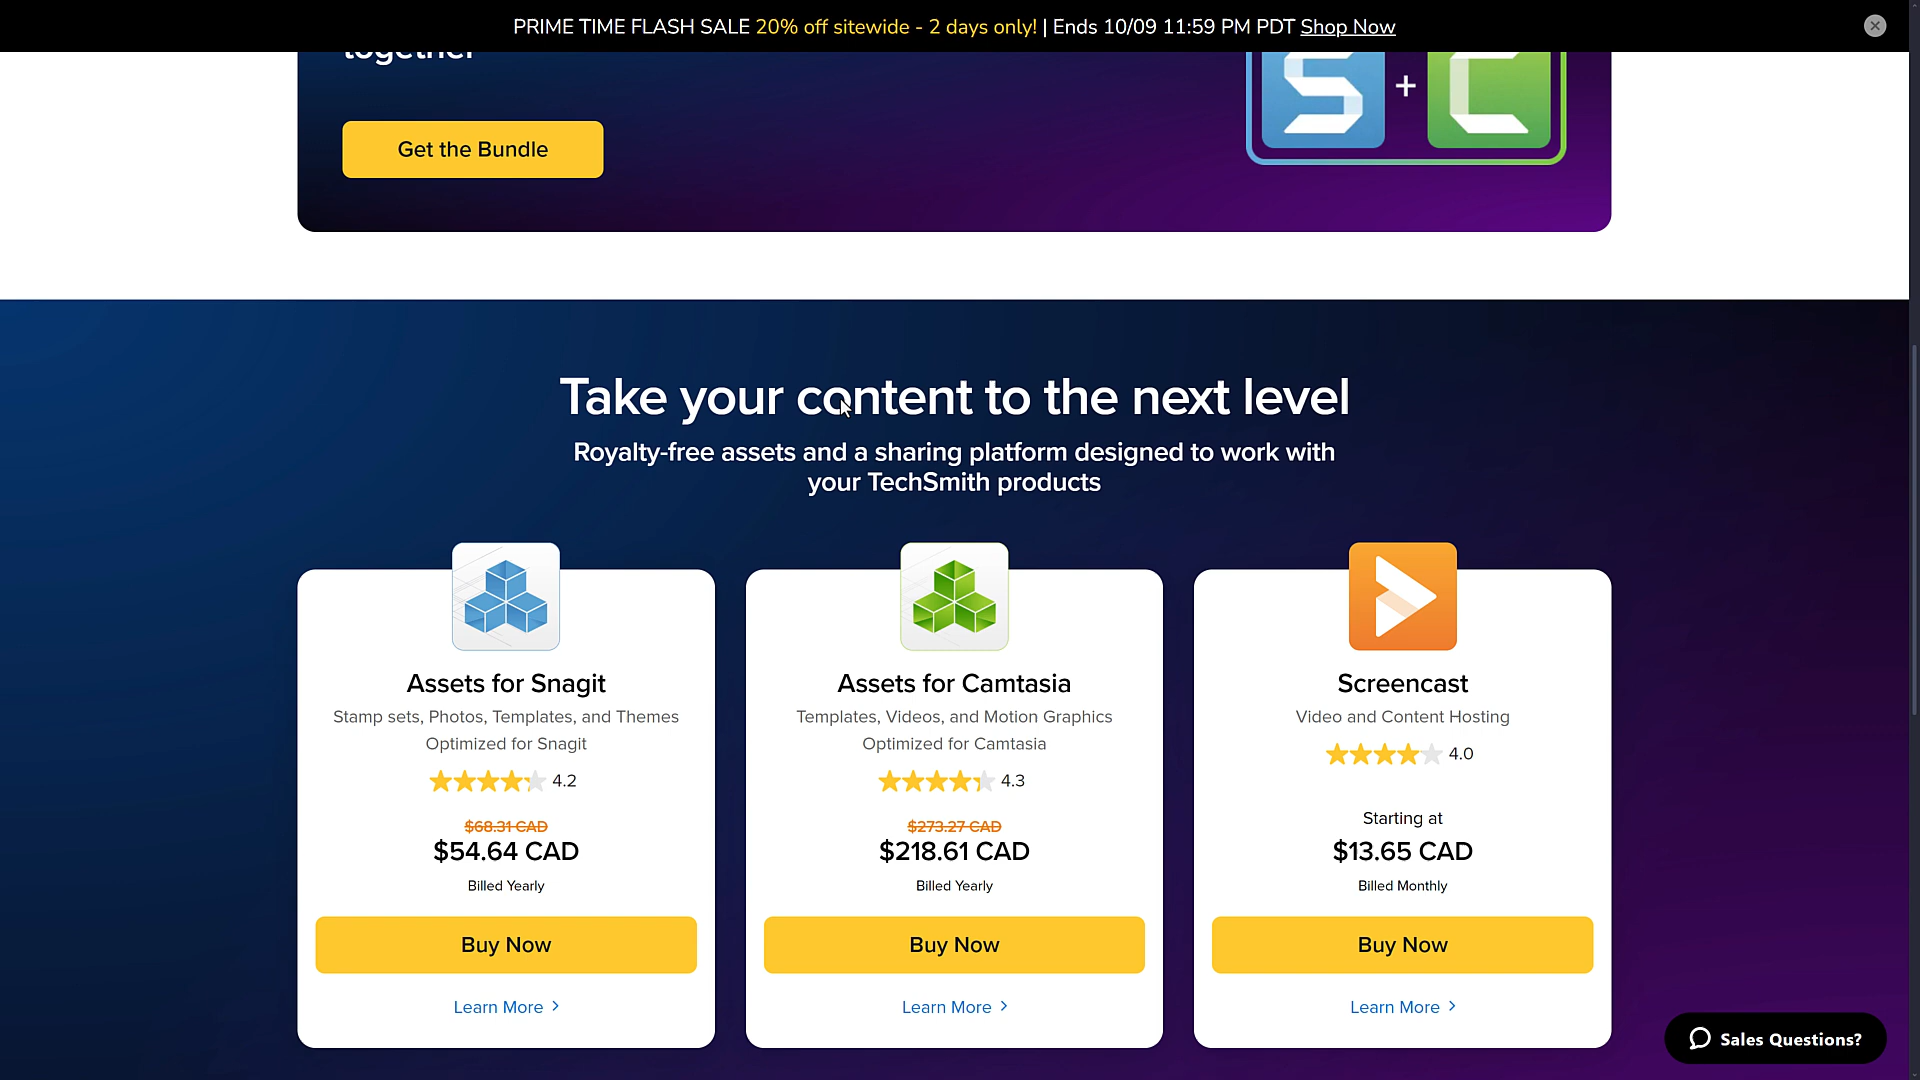 PRIME TIME FLASH SALE 20% off sitewide - 2 days only! | Ends 10/09 11:59 PM PDT Shop Now
together
S + C
Get the Bundle
Take your content to the next level
Royalty-free assets and a sharing platform designed to work with
your TechSmith products
Assets for Snagit
Stamp sets, Photos, Templates, and Themes
Optimized for Snagit
4.2
$68.31 CAD
$54.64 CAD
Billed Yearly
Buy Now
Learn More
Assets for Camtasia
Templates, Videos, and Motion Graphics
Optimized for Camtasia
4.3
$273.27 CAD
$218.61 CAD
Billed Yearly
Buy Now
Learn More
Screencast
Video and Content Hosting
4.0
Starting at
$13.65 CAD
Billed Monthly
Buy Now
Learn More
Sales Questions?